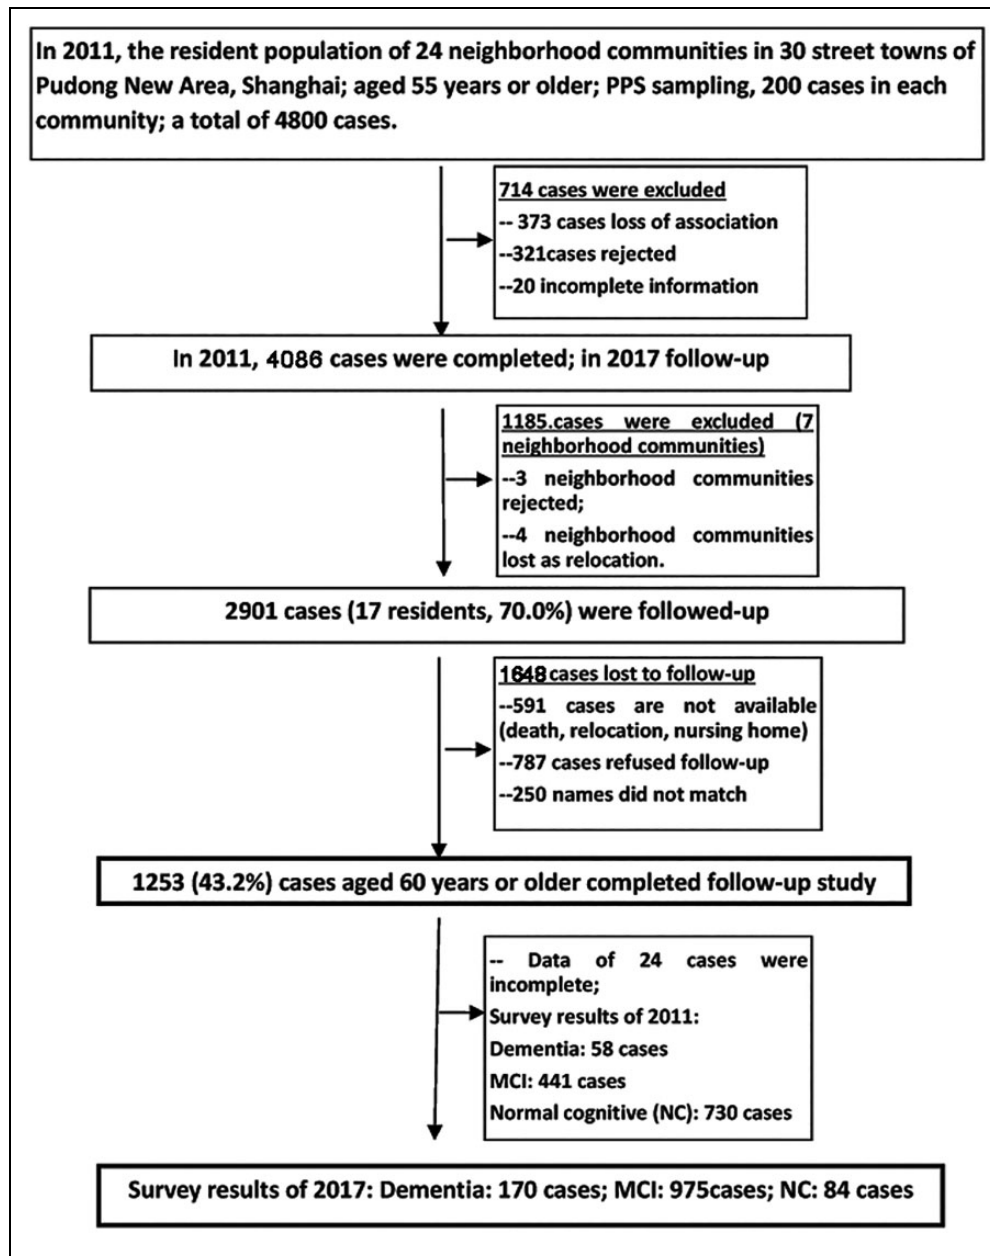 In 2011, the resident population of 24 neighborhood communities in 30 street towns of
Pudong New Area, Shanghai; aged 55 years or older; PPS sampling, 200 cases in each
community; a total of 4800 cases.
714 cases were excluded
-- 373 cases loss of association
--321cases rejected
--20 incomplete information
In 2011, 4086 cases were completed; in 2017 follow-up
1185.cases were excluded (7
neighborhood communities)
--3 neighborhood communities
rejected;
--4 neighborhood communities
lost as relocation.
2901 cases (17 residents, 70.0%) were followed-up
1648cases lost to follow-up
--591 cases are not available
(death, relocation, nursing home)
--787 cases refused follow-up
--250 names did not match
1253 (43.2%) cases aged 60 years or older completed follow-up study
-- Data of 24 cases were
incomplete;
Survey results of 2011:
Dementia: 58 cases
MCI: 441 cases
Normal cognitive (NC): 730 cases
Survey results of 2017: Dementia: 170 cases; MCI: 975cases; NC: 84 cases